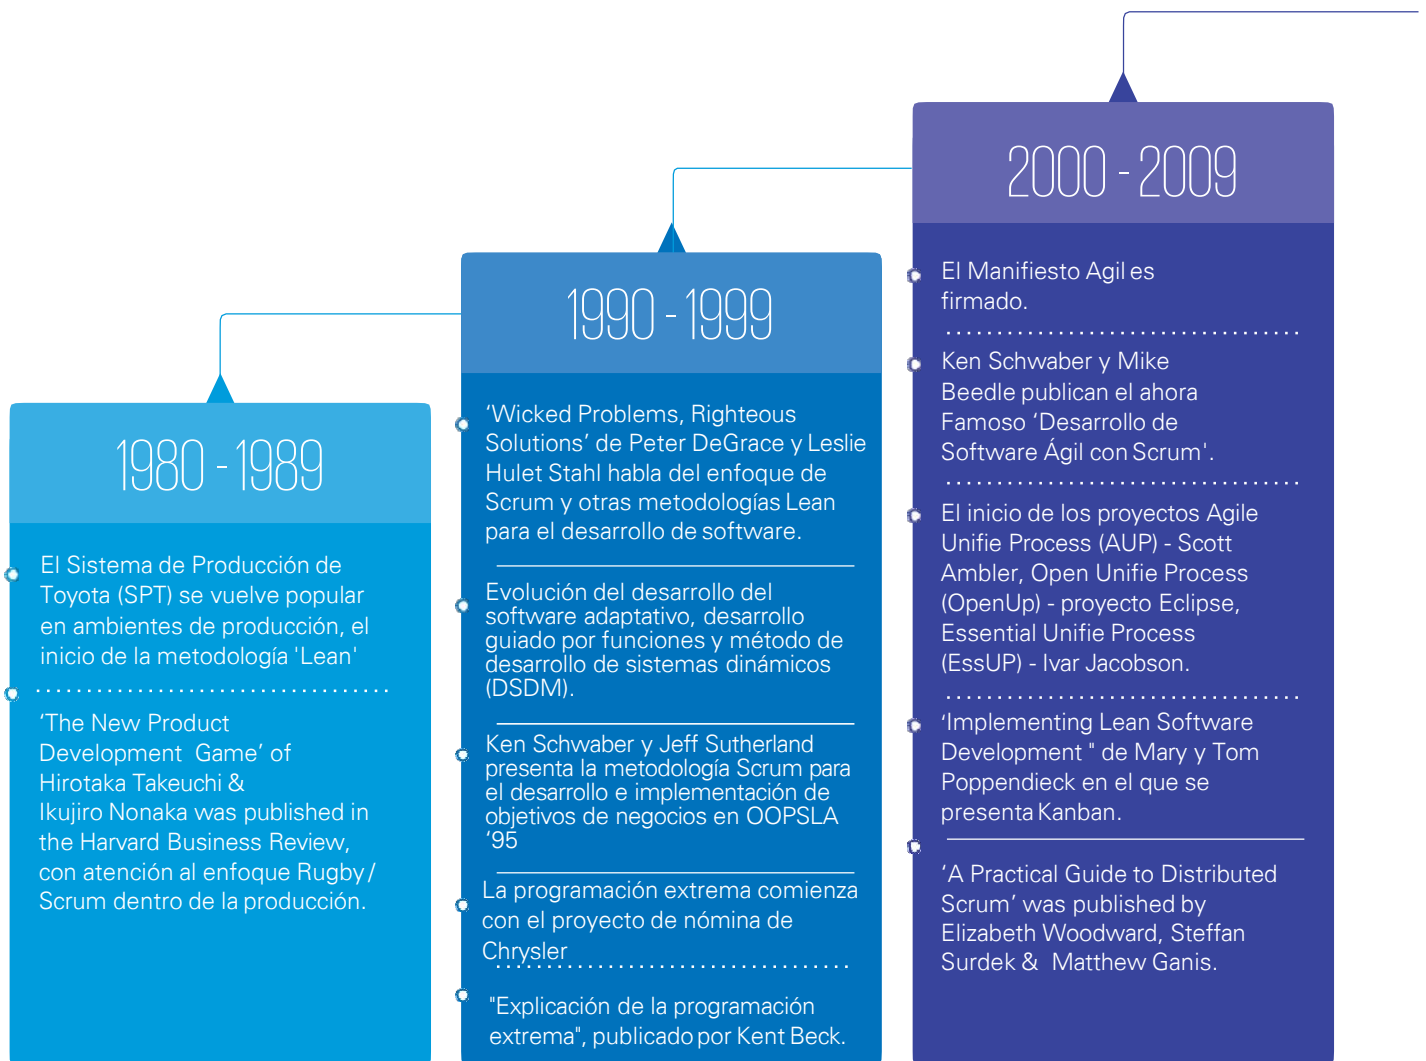 1980 - 1989
El Sistema de Producción de
Toyota (SPT) se vuelve popular
en ambientes de producción, el
inicio de la metodología 'Lean'
‘The New Product
Development Game’ of
Hirotaka Takeuchi &
Ikujiro Nonaka was published in
the Harvard Business Review,
con atención al enfoque Rugby/
Scrum dentro de la producción.
1990 - 1999
‘Wicked Problems, Righteous
Solutions’ de Peter DeGrace y Leslie
Hulet Stahl habla del enfoque de
Scrum y otras metodologías Lean
para el desarrollo de software.
Evolución del desarrollo del
software adaptativo, desarrollo
guiado por funciones y método de
desarrollo de sistemas dinámicos
(DSDM).
Ken Schwaber y Jeff Sutherland
presenta la metodología Scrum para
el desarrollo e implementación de
objetivos de negocios en OOPSLA
‘95
La programación extrema comienza
con el proyecto de nómina de
Chrysler
"Explicación de la programación
extrema", publicado por Kent Beck.
2000 - 2009
El Manifiesto Agil es
firmado.
Ken Schwaber y Mike
Beedle publican el ahora
Famoso ‘Desarrollo de
Software Ágil con Scrum'.
El inicio de los proyectos Agile
Unifie Process (AUP) - Scott
Ambler, Open Unifie Process
(OpenUp) - proyecto Eclipse,
Essential Unifie Process
(EssUP) - Ivar Jacobson.
‘Implementing Lean Software
Development " de Mary y Tom
Poppendieck en el que se
presenta Kanban.
‘A Practical Guide to Distributed
Scrum’ was published by
Elizabeth Woodward, Steffan
Surdek & Matthew Ganis.